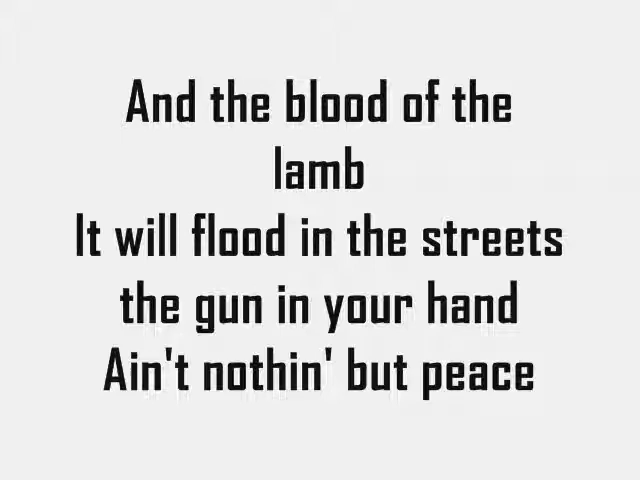 And the blood of the
lamb
It will flood in the streets
the gun in your hand
Ain't nothin' but peace